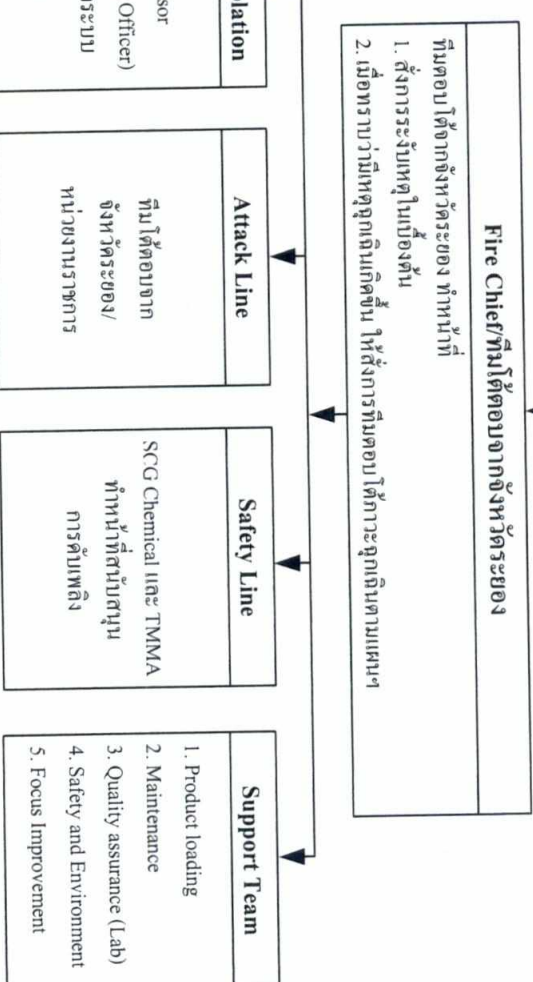 Fire Chief/ทีมโต้ตอบจากจังหวัดระยอง
ทีมตอบโต้จากจังหวัดระยอง ทำหน้าที่
1. สั่งการระงับเหตุในเบื้องต้น
2. เมื่อทราบว่ามีเหตุฉุกเฉินเกิดขึ้น ให้สั่งการทีมตอบโต้ภาวะฉุกเฉินตามแผนฯ
Officer)
Attack Line
ทีมโต้ตอบจาก
จังหวัดระยอง/
หน่วยงานราชการ
Safety Line
SCG Chemical และ TMMA
ทำหน้าที่สนับสนุน
การดับเพลิง
Support Team
1. Product loading
2. Maintenance
3. Quality assurance (Lab)
4. Safety and Environment
5. Focus Improvement